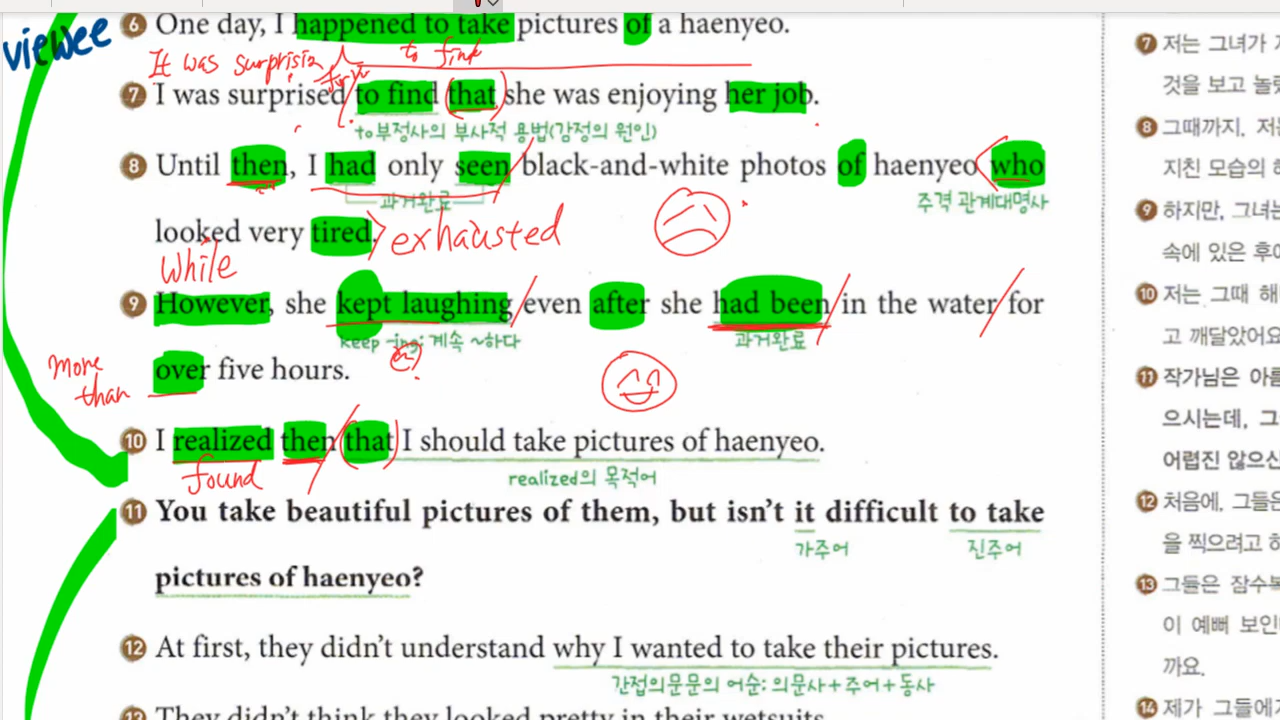 viewee
⑥ One day, I happened to take pictures of a haenyeo.
It was surprising for me to find
⑦ I was surprised to find that she was enjoying her job.
to부정사의 부사적 용법(감정의 원인)
⑧ Until then, I had only seen black-and-white photos of haenyeo who
과거완료
주격 관계대명사
looked very tired. exhausted
While
⑨ However, she kept laughing even after she had been in the water for
keep -ing: 계속 ~하다
과거완료
more than
over five hours.
⑩ I realized then that I should take pictures of haenyeo.
found
realized의 목적어
⑪ You take beautiful pictures of them, but isn't it difficult to take
가주어
진주어
pictures of haenyeo?
⑫ At first, they didn't understand why I wanted to take their pictures.
간접의문문의 어순: 의문사+주어+동사
⑬ They didn't think they looked pretty in their wetsuits.
⑦ 저는 그녀가
것을 보고
⑧ 그때까지, 저
지친 모습의
⑨ 하지만, 그녀는
속에 있은 후
⑩ 저는 그때 해
고 깨달았어요
⑪ 작가님은 아름
으시는데, 그
어렵진 않으신
⑫ 처음에, 그들은
을 찍으려고
⑬ 그들은 잠수복
이 예뻐 보인
까요.
⑭ 제가 그들에게